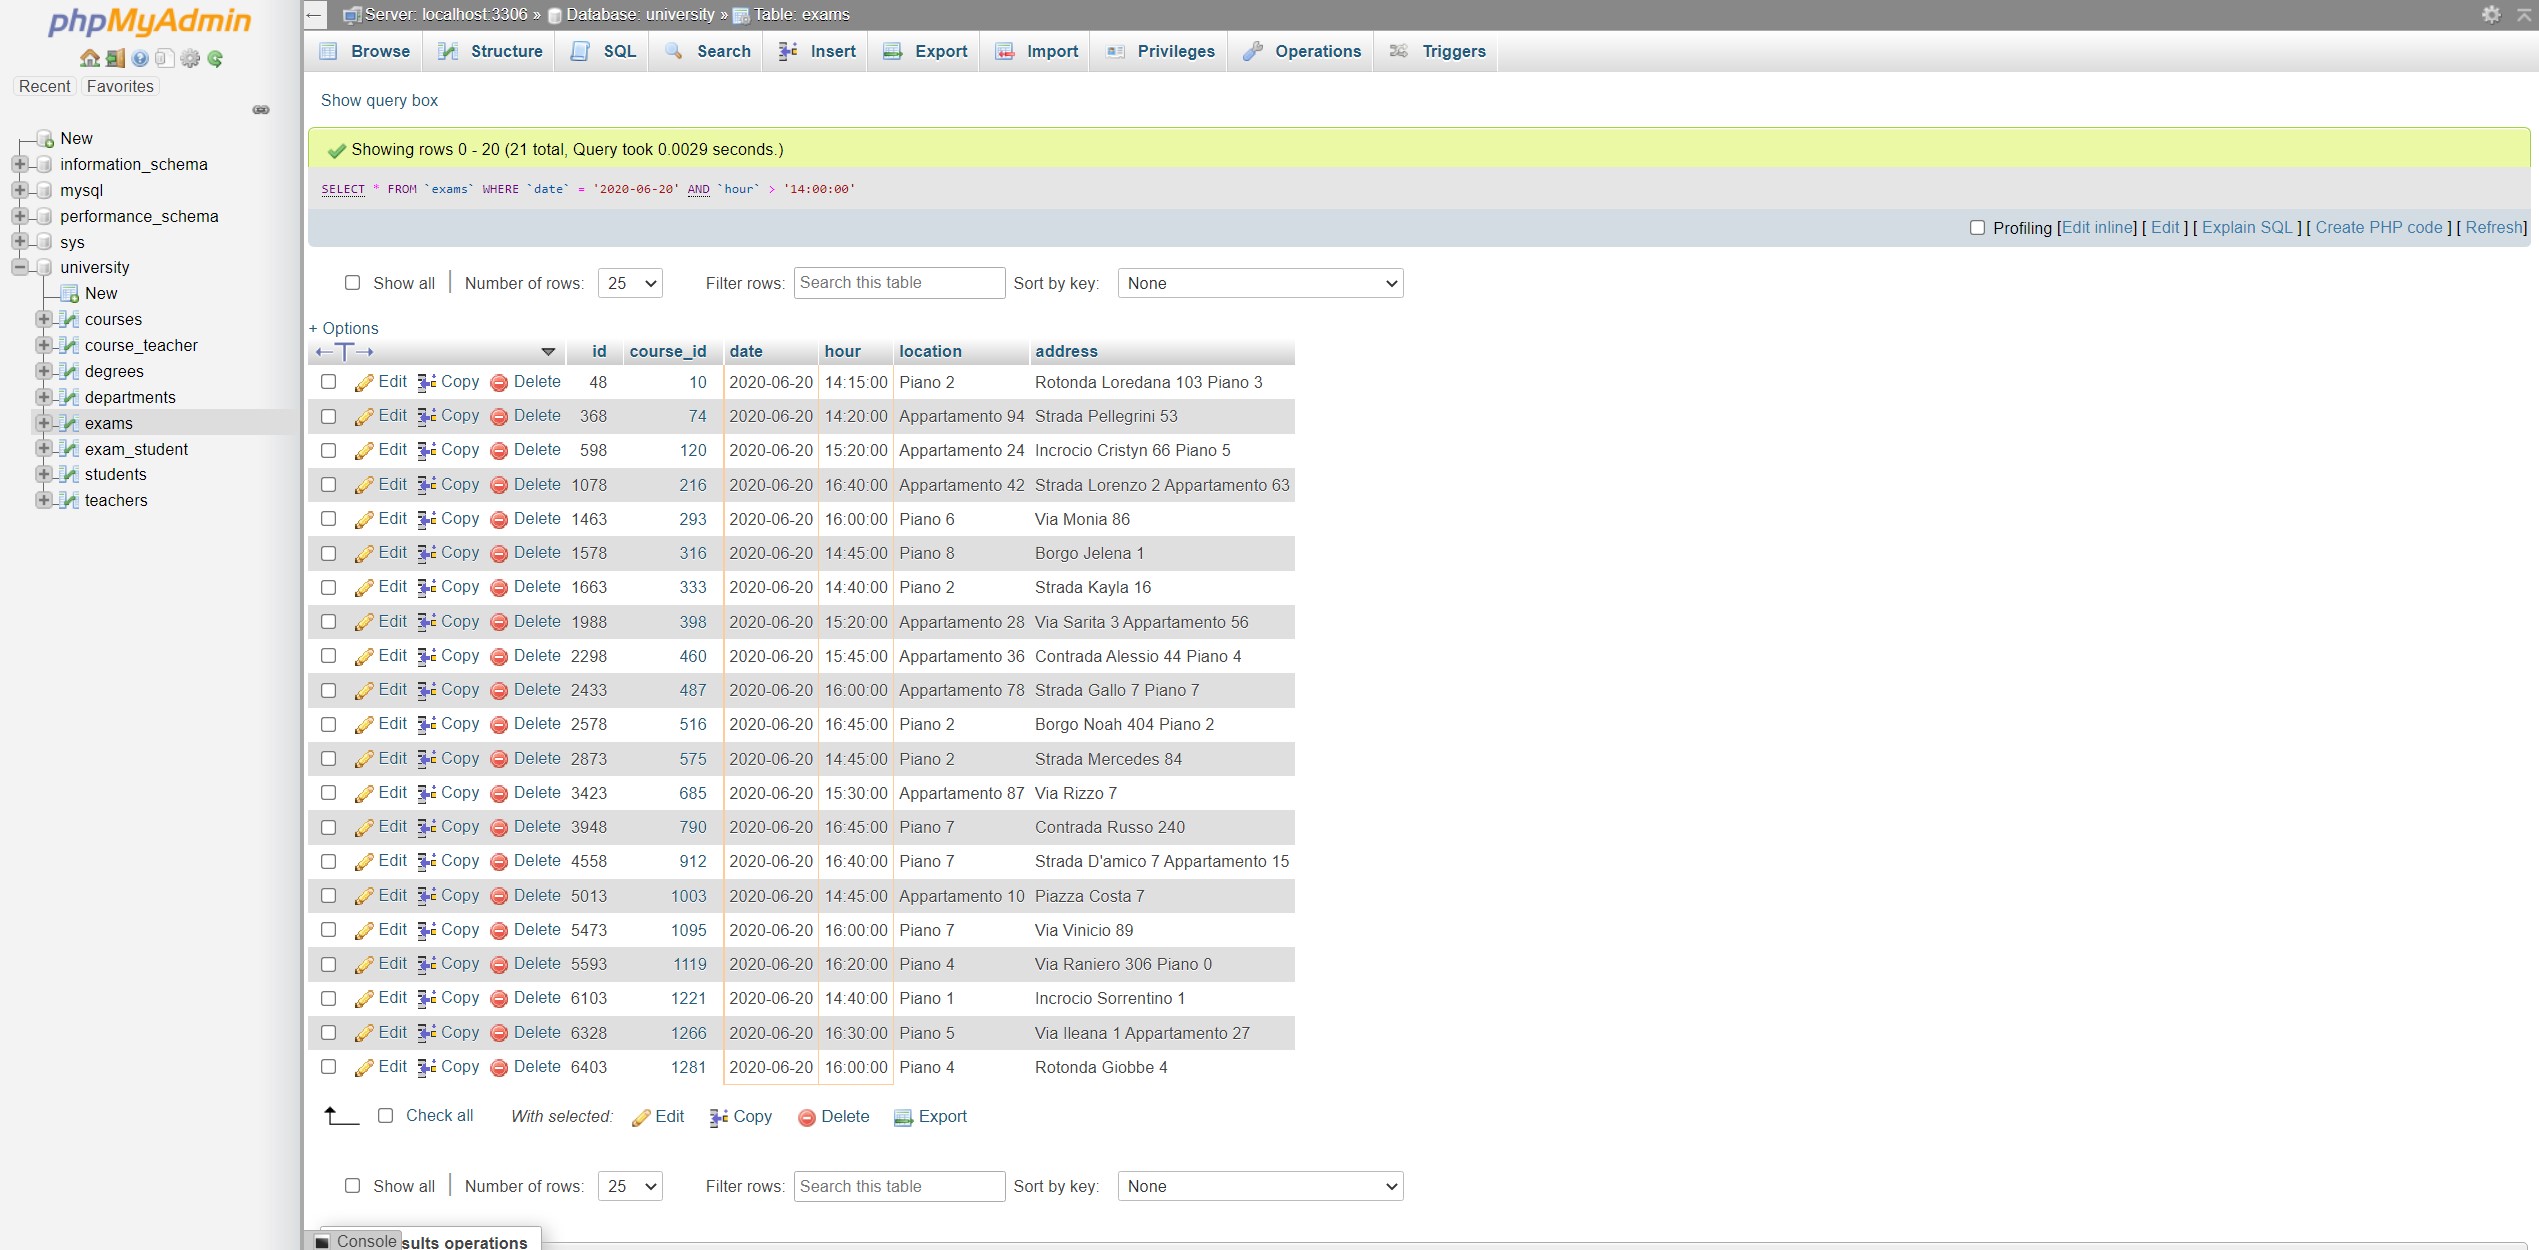 phpMyAdmin
Recent Favorites
New
information_schema
mysql
performance_schema
sys
university
New
courses
course_teacher
degrees
departments
exams
exam_student
students
teachers
Server: localhost:3306 » Database: university » Table: exams
Browse Structure SQL Search Insert Export Import Privileges Operations Triggers
Show query box
Showing rows 0 - 20 (21 total, Query took 0.0029 seconds.)
SELECT * FROM `exams` WHERE `date` = '2020-06-20' AND `hour` > '14:00:00'
Profiling [Edit inline] [ Edit ] [ Explain SQL ] [ Create PHP code ] [ Refresh]
Show all | Number of rows: 25 Filter rows: Search this table Sort by key: None
+ Options
←T→ id course_id date hour location address
Edit Copy Delete 48 10 2020-06-20 14:15:00 Piano 2 Rotonda Loredana 103 Piano 3
Edit Copy Delete 368 74 2020-06-20 14:20:00 Appartamento 94 Strada Pellegrini 53
Edit Copy Delete 598 120 2020-06-20 15:20:00 Appartamento 24 Incrocio Cristyn 66 Piano 5
Edit Copy Delete 1078 216 2020-06-20 16:40:00 Appartamento 42 Strada Lorenzo 2 Appartamento 63
Edit Copy Delete 1463 293 2020-06-20 16:00:00 Piano 6 Via Monia 86
Edit Copy Delete 1578 316 2020-06-20 14:45:00 Piano 8 Borgo Jelena 1
Edit Copy Delete 1663 333 2020-06-20 14:40:00 Piano 2 Strada Kayla 16
Edit Copy Delete 1988 398 2020-06-20 15:20:00 Appartamento 28 Via Sarita 3 Appartamento 56
Edit Copy Delete 2298 460 2020-06-20 15:45:00 Appartamento 36 Contrada Alessio 44 Piano 4
Edit Copy Delete 2433 487 2020-06-20 16:00:00 Appartamento 78 Strada Gallo 7 Piano 7
Edit Copy Delete 2578 516 2020-06-20 16:45:00 Piano 2 Borgo Noah 404 Piano 2
Edit Copy Delete 2873 575 2020-06-20 14:45:00 Piano 2 Strada Mercedes 84
Edit Copy Delete 3423 685 2020-06-20 15:30:00 Appartamento 87 Via Rizzo 7
Edit Copy Delete 3948 790 2020-06-20 16:45:00 Piano 7 Contrada Russo 240
Edit Copy Delete 4558 912 2020-06-20 16:40:00 Piano 7 Strada D'amico 7 Appartamento 15
Edit Copy Delete 5013 1003 2020-06-20 14:45:00 Appartamento 10 Piazza Costa 7
Edit Copy Delete 5473 1095 2020-06-20 16:00:00 Piano 7 Via Vinicio 89
Edit Copy Delete 5593 1119 2020-06-20 16:20:00 Piano 4 Via Raniero 306 Piano 0
Edit Copy Delete 6103 1221 2020-06-20 14:40:00 Piano 1 Incrocio Sorrentino 1
Edit Copy Delete 6328 1266 2020-06-20 16:30:00 Piano 5 Via Ileana 1 Appartamento 27
Edit Copy Delete 6403 1281 2020-06-20 16:00:00 Piano 4 Rotonda Giobbe 4
Check all With selected: Edit Copy Delete Export
Show all | Number of rows: 25 Filter rows: Search this table Sort by key: None
Console sults operations